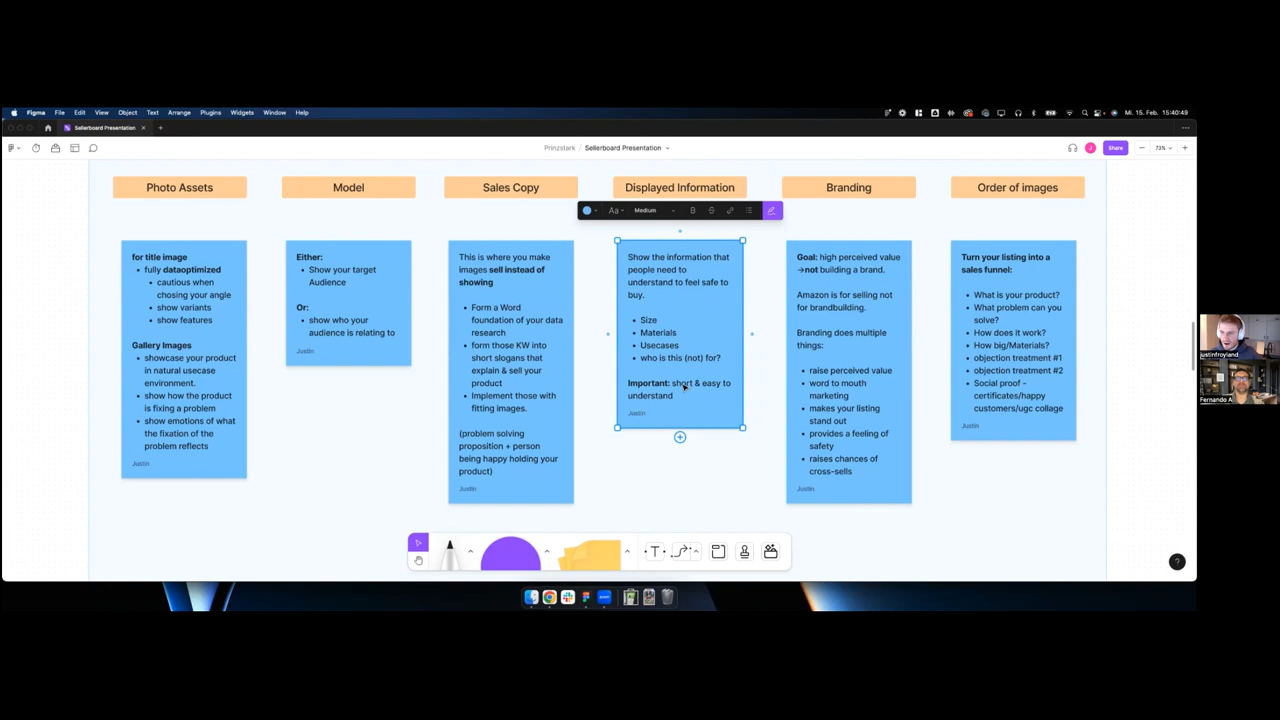 Figma File Edit View Object Text Arrange Plugins Widgets Window Help
Mi. 15. Feb. 15:40:49
Sellerboard Presentation
Prinzstark / Sellerboard Presentation
J
Share
73%
Photo Assets
Model
Sales Copy
Displayed Information
Branding
Order of images
Aa
Medium
B
S
for title image
fully dataoptimized
cautious when
chosing your angle
show variants
show features
Gallery Images
showcase your product
in natural usecase
environment.
show how the product
is fixing a problem
show emotions of what
the fixation of the
problem reflects
Justin
Either:
Show your target
Audience
Or:
show who your
audience is relating to
Justin
This is where you make
images sell instead of
showing
Form a Word
foundation of your data
research
form those KW into
short slogans that
explain & sell your
product
Implement those with
fitting images.
(problem solving
proposition + person
being happy holding your
product)
Justin
Show the information that
people need to
understand to feel safe to
buy.
Size
Materials
Usecases
who is this (not) for?
Important: short & easy to
understand
Justin
Goal: high perceived value
→not building a brand.
Amazon is for selling not
for brandbuilding.
Branding does multiple
things:
raise perceived value
word to mouth
marketing
makes your listing
stand out
provides a feeling of
safety
raises chances of
cross-sells
Justin
Turn your listing into a
sales funnel:
What is your product?
What problem can you
solve?
How does it work?
How big/Materials?
objection treatment #1
objection treatment #2
Social proof -
certificates/happy
customers/ugc collage
Justin
justinfroyland
Fernando A
T
?
zoom